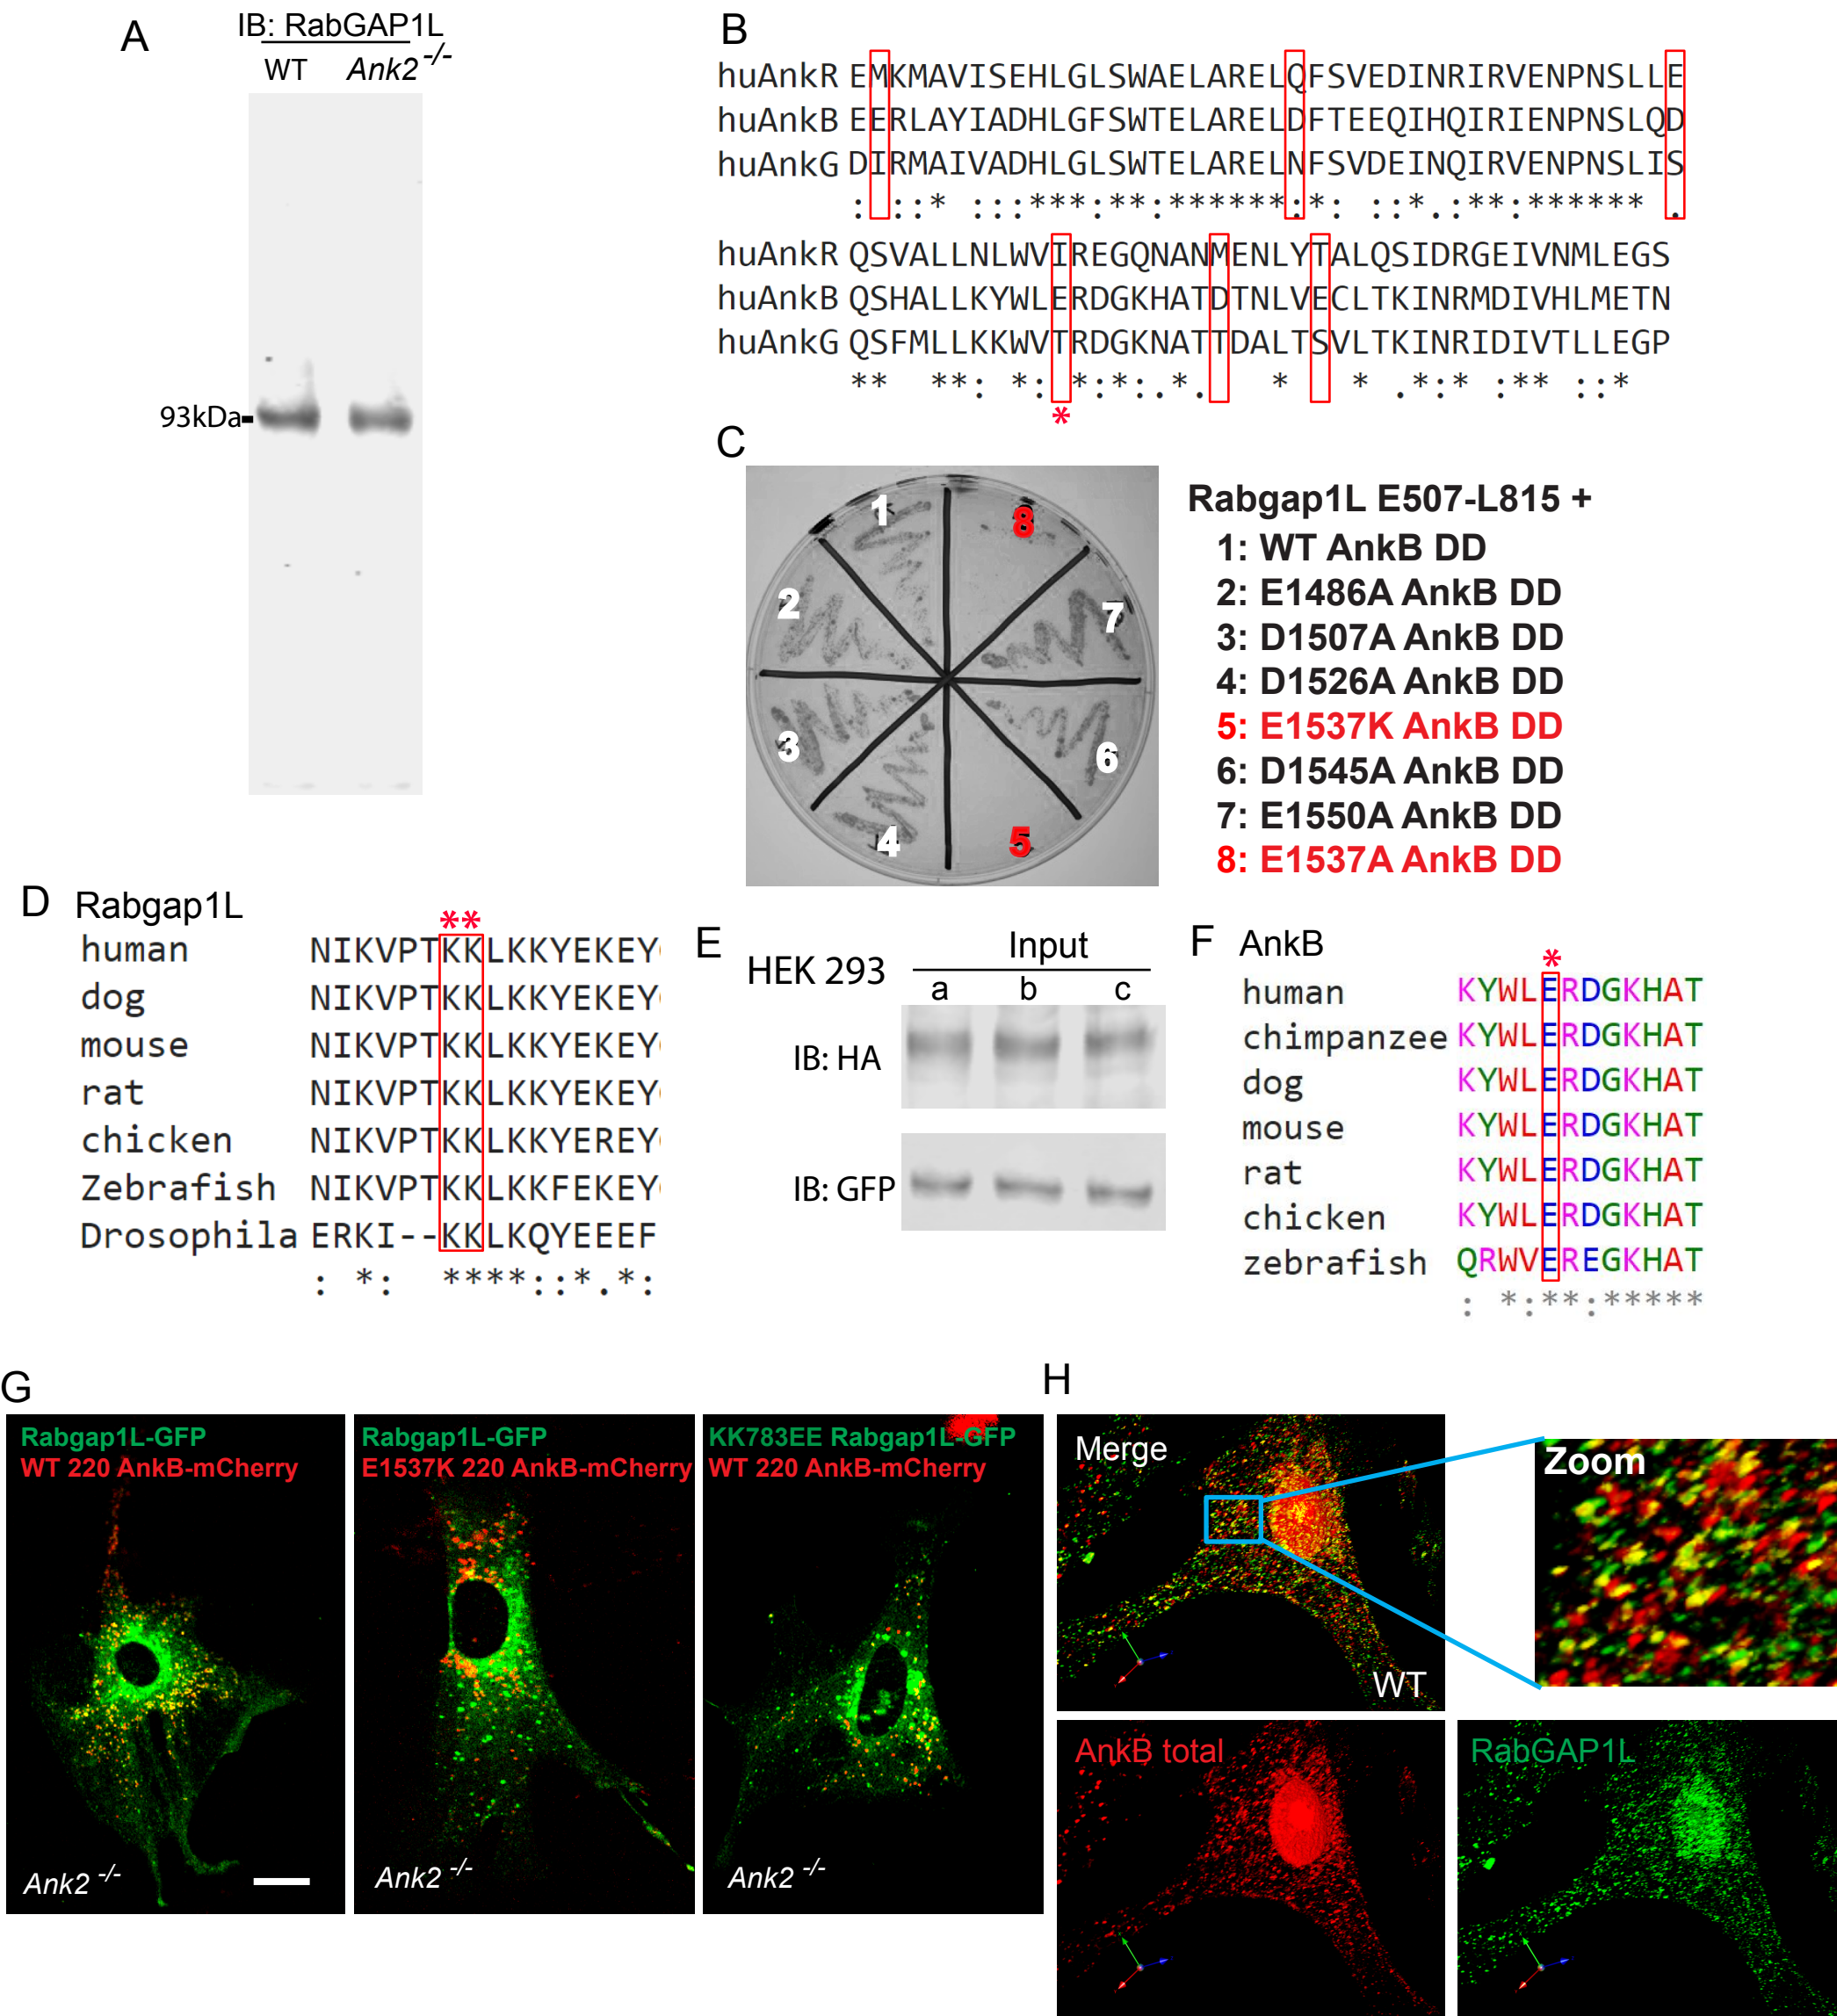 A
IB: RabGAP1L
WT Ank2 -/-
93kDa
B
huAnkR EMKMAVISEHLGLSWAELARELQFSVEDINRIRVENPNSLLE
huAnkB EERLAYIADHLGFSWTELARELDFTEEQIHQIRIENPNSLQD
huAnkG DIRMAIVADHLGLSWTELARELNFSVDEINQIRVENPNSLIS
: ::* :::***:**:******:*: ::*.:**:****** .
huAnkR QSVALLNLWVIREGQNANMENLYTALQSIDRGEIVNMLEGS
huAnkB QSHALLKYWLERDGKHATDTNLVECLTKINRMDIVHLMETN
huAnkG QSFMLLKKWVTRDGKNATTDALTSVLTKINRIDIVTLLEGP
** **: *: *:*:.*. * * .*:* :** ::*
*
C
1
2
3
4
5
6
7
8
Rabgap1L E507-L815 +
1: WT AnkB DD
2: E1486A AnkB DD
3: D1507A AnkB DD
4: D1526A AnkB DD
5: E1537K AnkB DD
6: D1545A AnkB DD
7: E1550A AnkB DD
8: E1537A AnkB DD
D Rabgap1L
**
human NIKVPTKKLKKYEKEY
dog NIKVPTKKLKKYEKEY
mouse NIKVPTKKLKKYEKEY
rat NIKVPTKKLKKYEKEY
chicken NIKVPTKKLKKYEREY
Zebrafish NIKVPTKKLKKFEKEY
Drosophila ERKI--KKLKQYEEEF
: *: ****::*.*:
E
HEK 293
Input
a b c
IB: HA
IB: GFP
F AnkB
*
human KYWLERDGKHAT
chimpanzee KYWLERDGKHAT
dog KYWLERDGKHAT
mouse KYWLERDGKHAT
rat KYWLERDGKHAT
chicken KYWLERDGKHAT
zebrafish QRWVEREGKHAT
: *:**:*****
G
Rabgap1L-GFP
WT 220 AnkB-mCherry
Ank2 -/-
Rabgap1L-GFP
E1537K 220 AnkB-mCherry
Ank2 -/-
KK783EE Rabgap1L-GFP
WT 220 AnkB-mCherry
Ank2 -/-
H
Merge
WT
Zoom
AnkB total
RabGAP1L